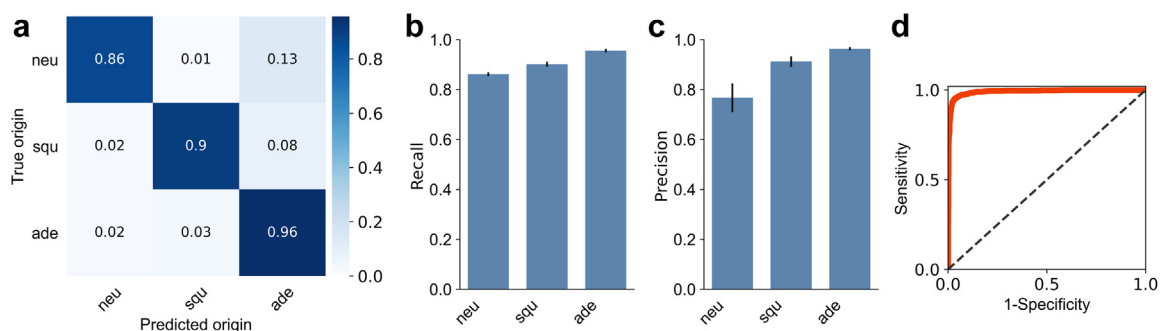 a
True origin
neu
squ
ade
0.86 0.01 0.13
0.02 0.9 0.08
0.02 0.03 0.96
neu squ ade
Predicted origin
0.8
0.6
0.4
0.2
0.0
b
Recall
1.0
0.8
0.6
0.4
0.2
0.0
neu squ ade
c
Precision
1.0
0.8
0.6
0.4
0.2
0.0
neu squ ade
d
Sensitivity
1.0
0.5
0.0
0.0 0.5 1.0
1-Specificity